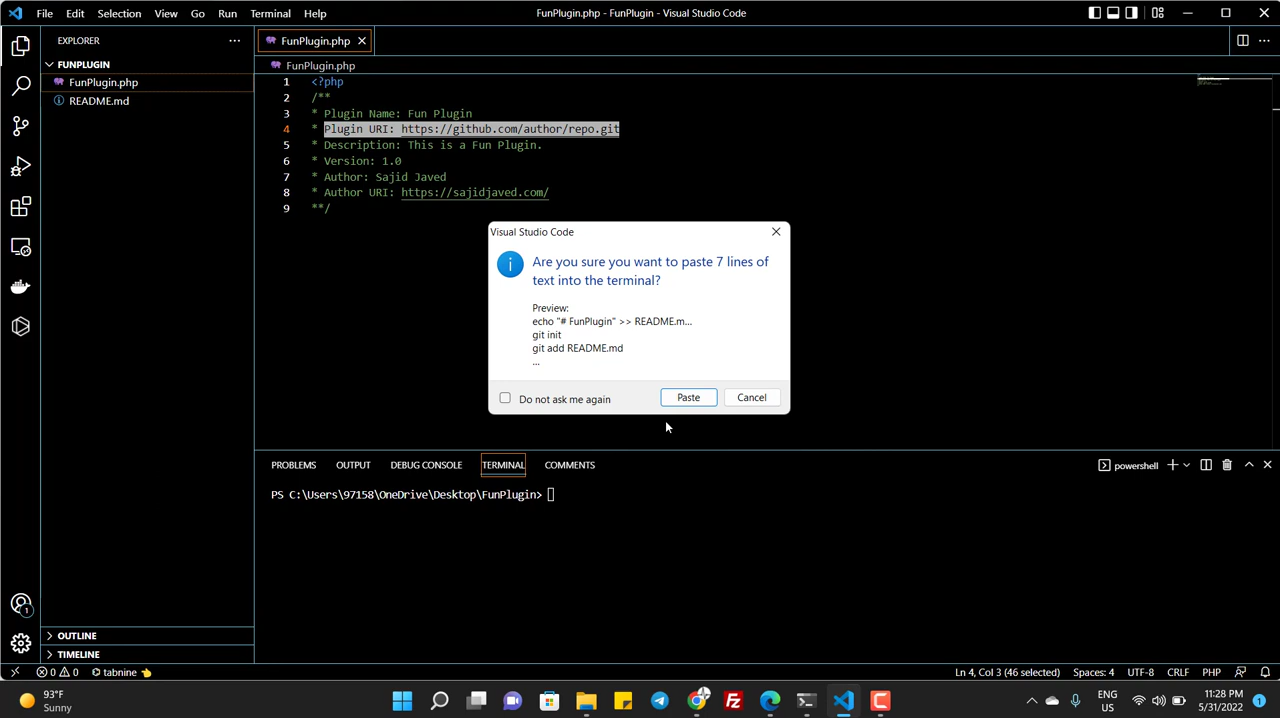 File Edit Selection View Go Run Terminal Help
FunPlugin.php - FunPlugin - Visual Studio Code
EXPLORER
FunPlugin.php
FUNPLUGIN
FunPlugin.php
FunPlugin.php
README.md
1 <?php
2 /**
3 * Plugin Name: Fun Plugin
4 * Plugin URI: https://github.com/author/repo.git
5 * Description: This is a Fun Plugin.
6 * Version: 1.0
7 * Author: Sajid Javed
8 * Author URI: https://sajidjaved.com/
9 **/
Visual Studio Code
Are you sure you want to paste 7 lines of
text into the terminal?
Preview:
echo "# FunPlugin" >> README.m...
git init
git add README.md
...
Do not ask me again
Paste
Cancel
PROBLEMS OUTPUT DEBUG CONSOLE TERMINAL COMMENTS
powershell
PS C:\Users\97158\OneDrive\Desktop\FunPlugin>
1
OUTLINE
TIMELINE
0 0 tabnine
Ln 4, Col 3 (46 selected) Spaces: 4 UTF-8 CRLF PHP
93°F
Sunny
ENG
US
11:28 PM
5/31/2022
1